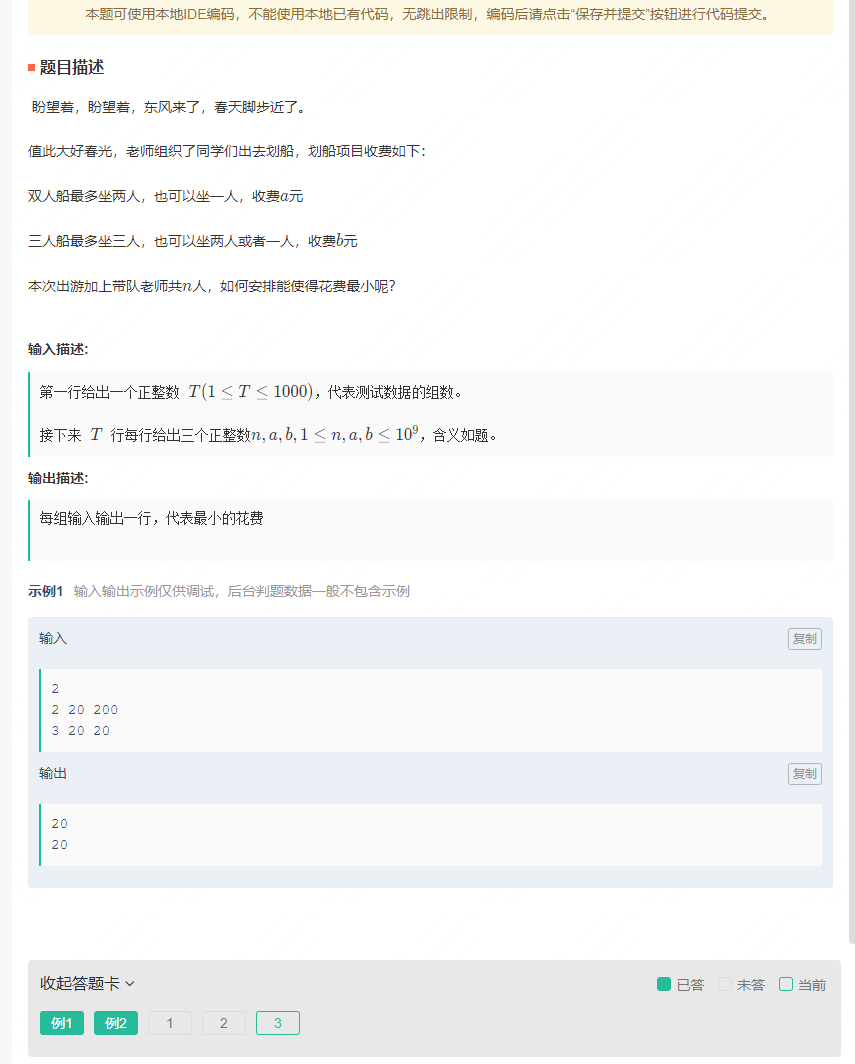 本题可使用本地IDE编码，不能使用本地已有代码，无跳出限制，编码后请点击“保存并提交”按钮进行代码提交。
题目描述
盼望着，盼望着，东风来了，春天脚步近了。
值此大好春光，老师组织了同学们出去划船，划船项目收费如下：
双人船最多坐两人，也可以坐一人，收费a元
三人船最多坐三人，也可以坐两人或者一人，收费b元
本次出游加上带队老师共n人，如何安排能使得花费最小呢？
输入描述:
第一行给出一个正整数 T(1 ≤ T ≤ 1000)，代表测试数据的组数。
接下来 T 行每行给出三个正整数n, a, b, 1 ≤ n, a, b ≤ 10⁹，含义如题。
输出描述:
每组输入输出一行，代表最小的花费
示例1 输入输出示例仅供调试，后台判题数据一般不包含示例
输入 复制
2
2 20 200
3 20 20
输出 复制
20
20
收起答题卡 已答 未答 当前
例1 例2 1 2 3